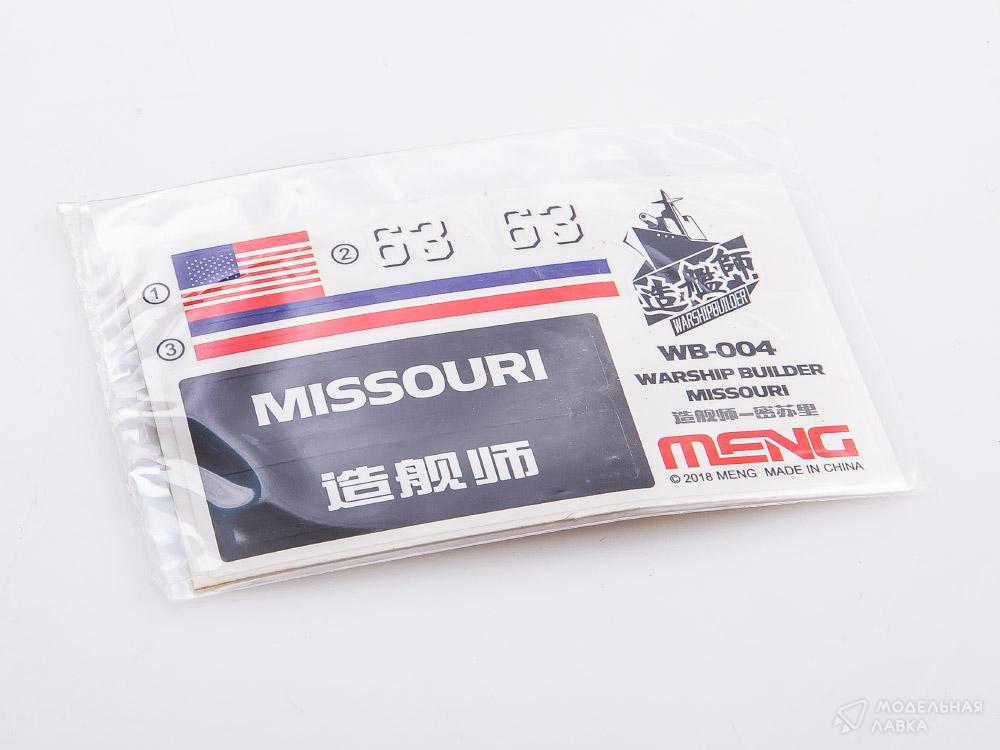 ①
② 63 63
③
MISSOURI
造舰师
造艦師
WARSHIPBUILDER
WB-004
WARSHIP BUILDER
MISSOURI
造舰师-密苏里
MENG
© 2018 MENG MADE IN CHINA
МОДЕЛЬНАЯ
ЛАВКА